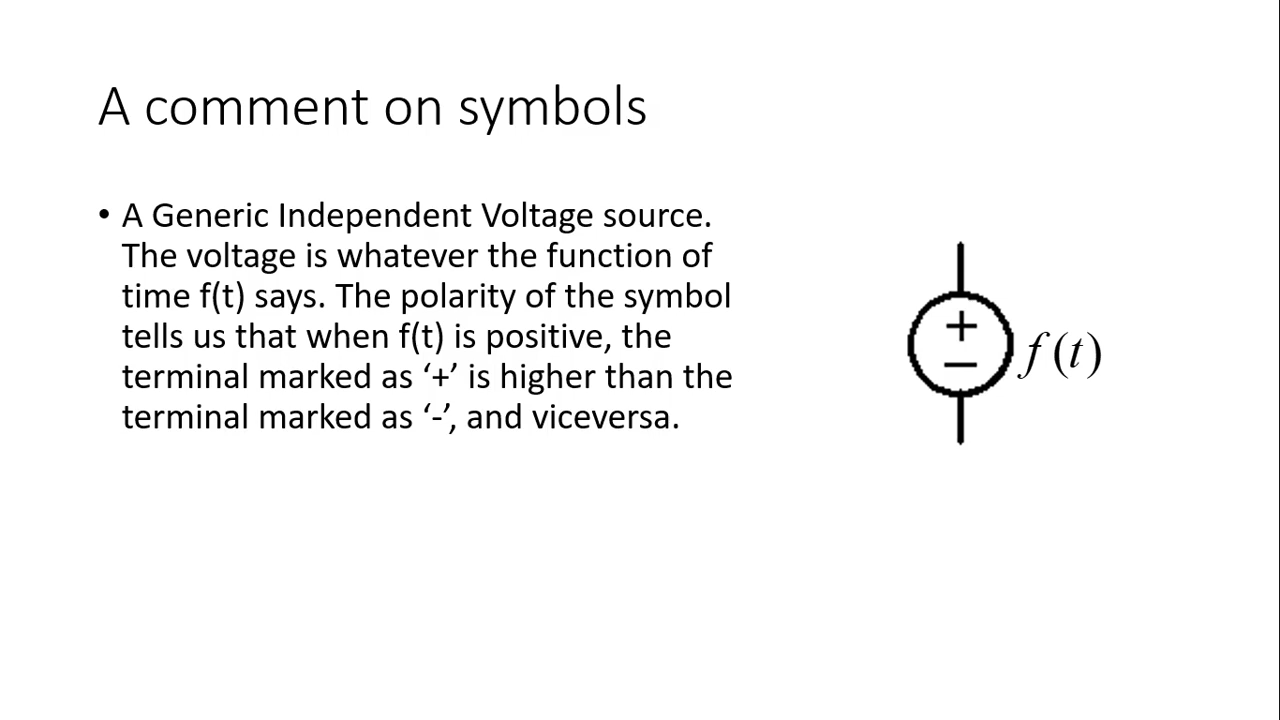 A comment on symbols
• A Generic Independent Voltage source.
The voltage is whatever the function of
time f(t) says. The polarity of the symbol
tells us that when f(t) is positive, the
terminal marked as ‘+’ is higher than the
terminal marked as ‘-’, and viceversa.
+
−
f(t)